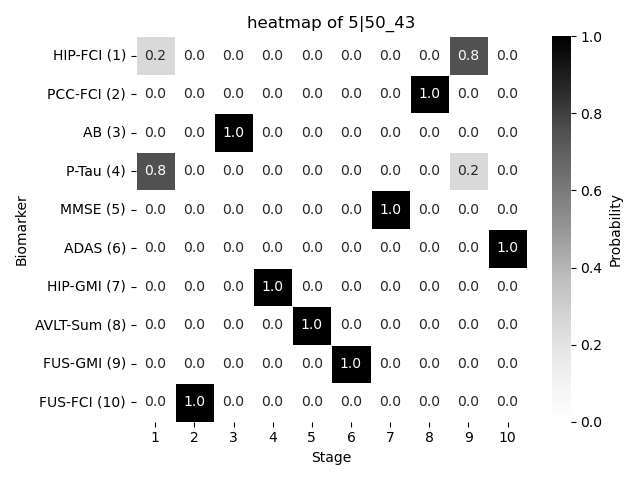 heatmap of 5|50_43
HIP-FCI (1) 0.2 0.0 0.0 0.0 0.0 0.0 0.0 0.0 0.8 0.0
PCC-FCI (2) 0.0 0.0 0.0 0.0 0.0 0.0 0.0 1.0 0.0 0.0
AB (3) 0.0 0.0 1.0 0.0 0.0 0.0 0.0 0.0 0.0 0.0
P-Tau (4) 0.8 0.0 0.0 0.0 0.0 0.0 0.0 0.0 0.2 0.0
MMSE (5) 0.0 0.0 0.0 0.0 0.0 0.0 1.0 0.0 0.0 0.0
ADAS (6) 0.0 0.0 0.0 0.0 0.0 0.0 0.0 0.0 0.0 1.0
HIP-GMI (7) 0.0 0.0 0.0 1.0 0.0 0.0 0.0 0.0 0.0 0.0
AVLT-Sum (8) 0.0 0.0 0.0 0.0 1.0 0.0 0.0 0.0 0.0 0.0
FUS-GMI (9) 0.0 0.0 0.0 0.0 0.0 1.0 0.0 0.0 0.0 0.0
FUS-FCI (10) 0.0 1.0 0.0 0.0 0.0 0.0 0.0 0.0 0.0 0.0
1 2 3 4 5 6 7 8 9 10
Stage
Biomarker
1.0
0.8
0.6
0.4
0.2
0.0
Probability